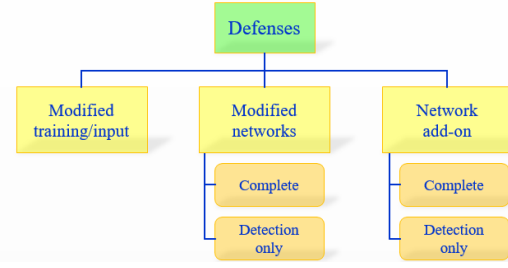 Defenses
Modified
training/input
Modified
networks
Network
add-on
Complete
Complete
Detection
only
Detection
only